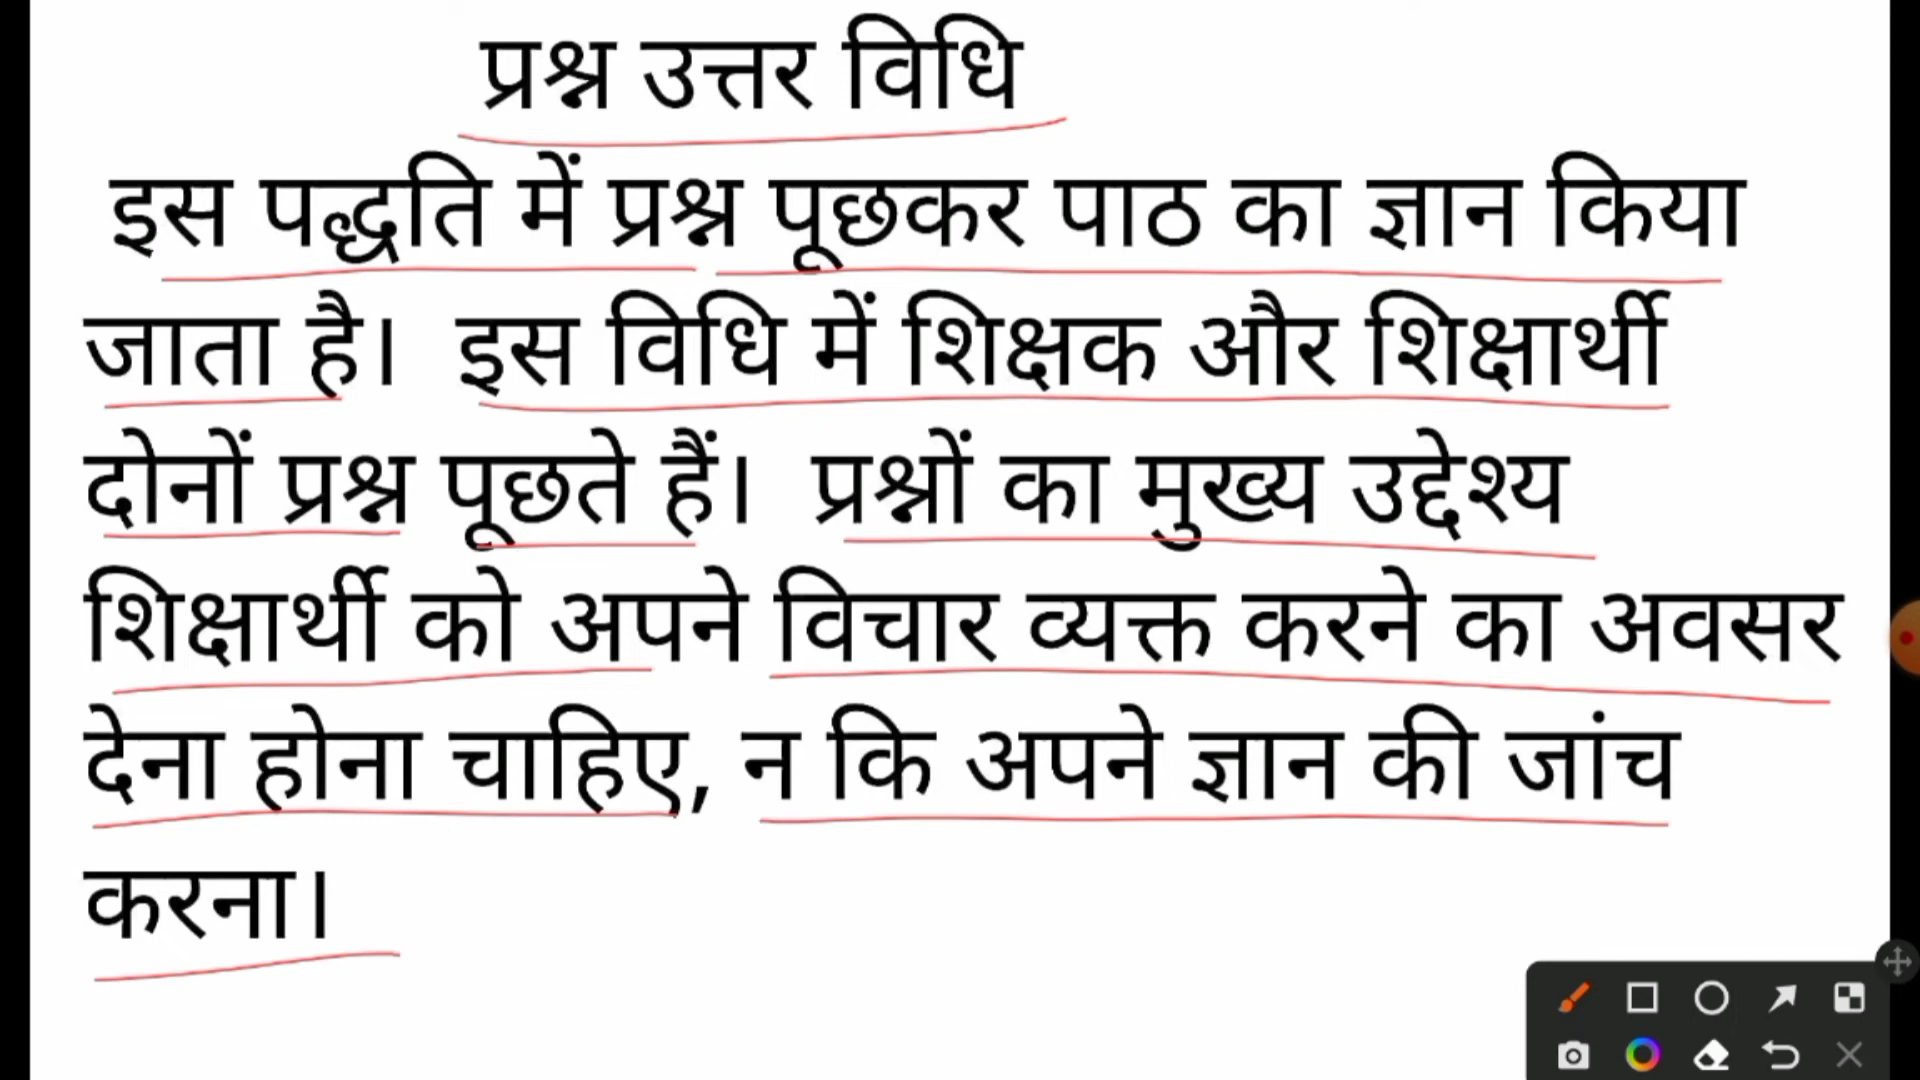 प्रश्न उत्तर विधि
इस पद्धति में प्रश्न पूछकर पाठ का ज्ञान किया
जाता है। इस विधि में शिक्षक और शिक्षार्थी
दोनों प्रश्न पूछते हैं। प्रश्नों का मुख्य उद्देश्य
शिक्षार्थी को अपने विचार व्यक्त करने का अवसर
देना होना चाहिए, न कि अपने ज्ञान की जांच
करना।